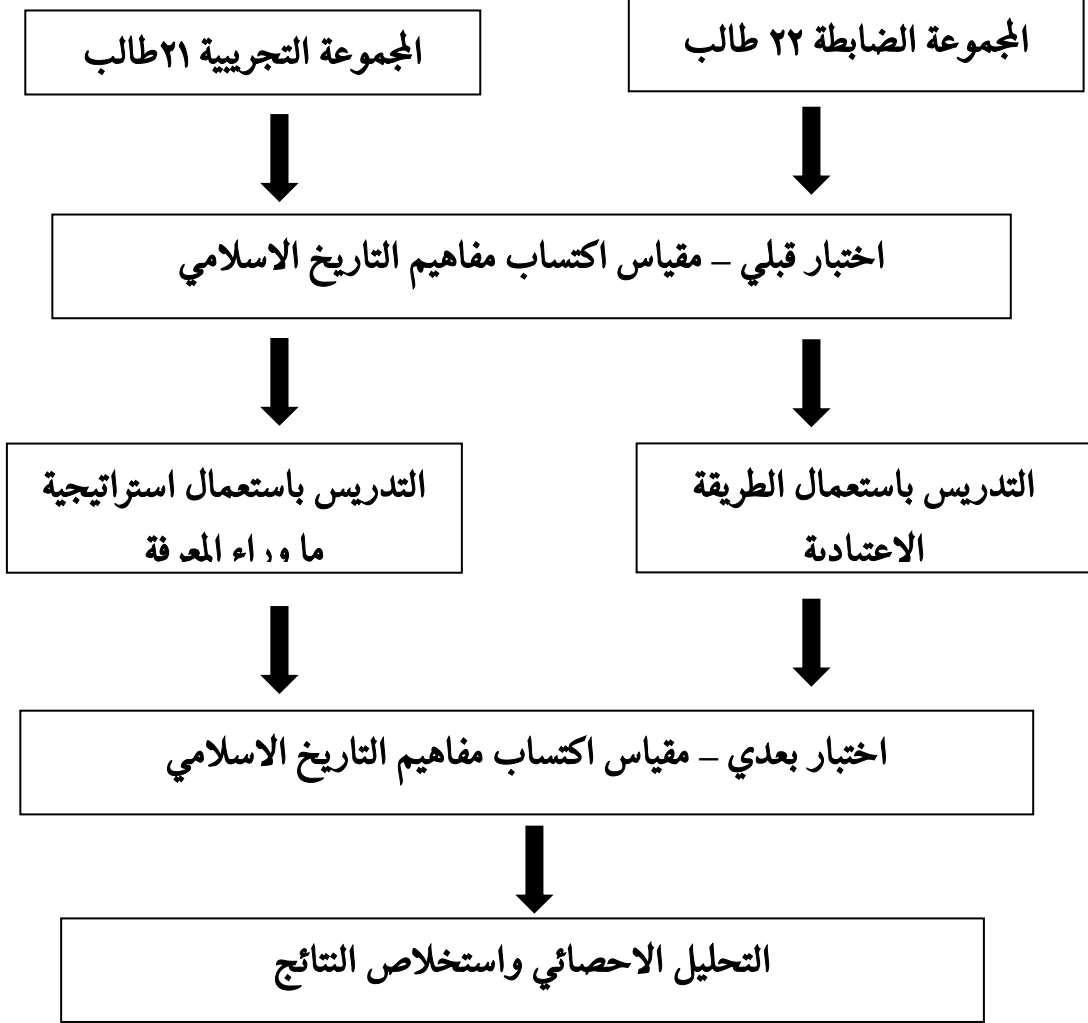 المجموعة الضابطة ٢٢ طالب
المجموعة التجريبية ٢١طالب
اختبار قبلي – مقياس اكتساب مفاهيم التاريخ الاسلامي
التدريس باستعمال الطريقة
الاعتيادية
التدريس باستعمال استراتيجية
ما وراء المعرفة
اختبار بعدي – مقياس اكتساب مفاهيم التاريخ الاسلامي
التحليل الاحصائي واستخلاص النتائج